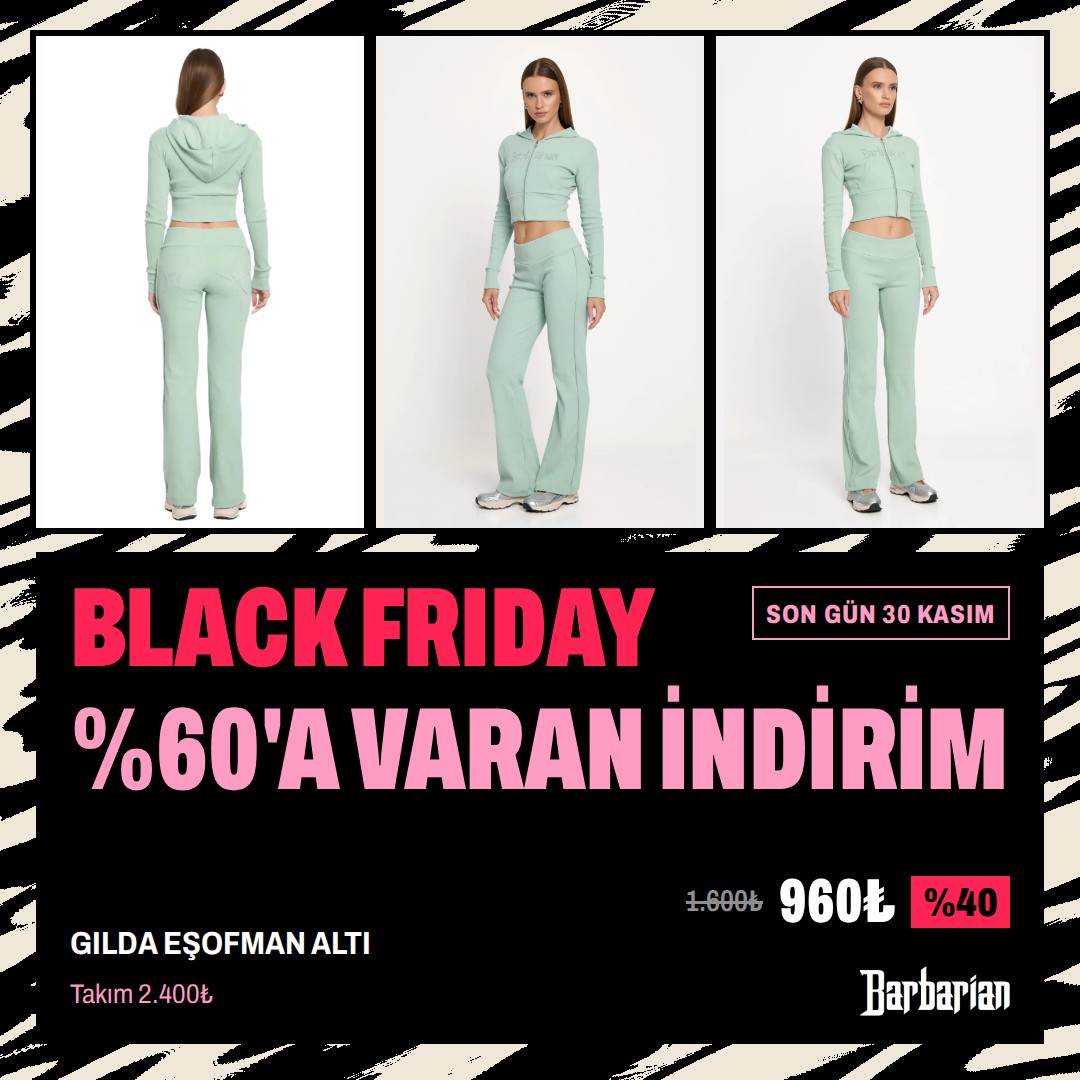 Barbarian
BLACK FRIDAY
SON GÜN 30 KASIM
%60'A VARAN İNDİRİM
1.600₺ 960₺ %40
GILDA EŞOFMAN ALTI
Takım 2.400₺
Barbarian